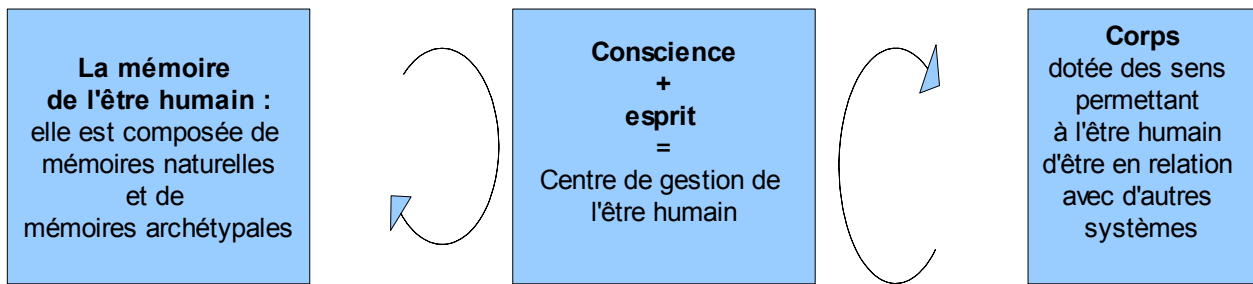 La mémoire
de l'être humain :
elle est composée de
mémoires naturelles
et de
mémoires archétypales
Conscience
+
esprit
=
Centre de gestion de
l'être humain
Corps
dotée des sens
permettant
à l'être humain
d'être en relation
avec d'autres
systèmes